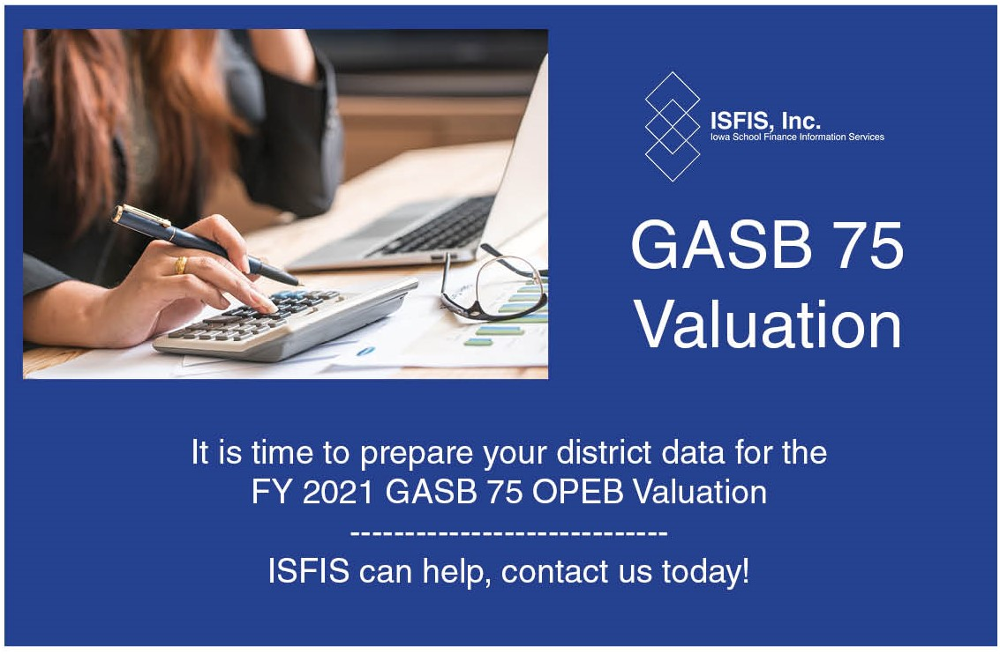 ISFIS, Inc.
Iowa School Finance Information Services
GASB 75
Valuation
It is time to prepare your district data for the
FY 2021 GASB 75 OPEB Valuation
-----------------------------
ISFIS can help, contact us today!